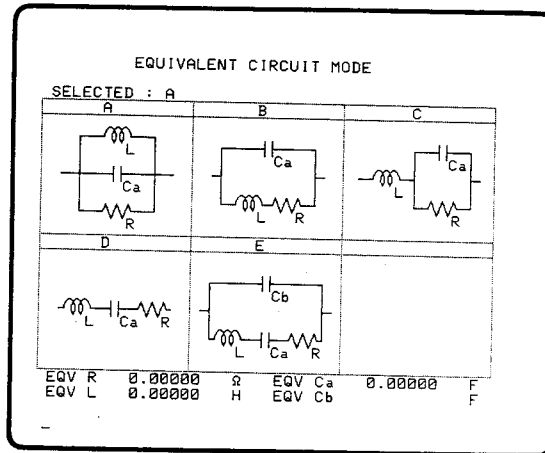 EQUIVALENT CIRCUIT MODE
SELECTED : A
A B C
L
Ca
R
Ca
L R
Ca
L
R
D E
L Ca R
Cb
L Ca R
EQV R 0.00000 Ω EQV Ca 0.00000 F
EQV L 0.00000 H EQV Cb F